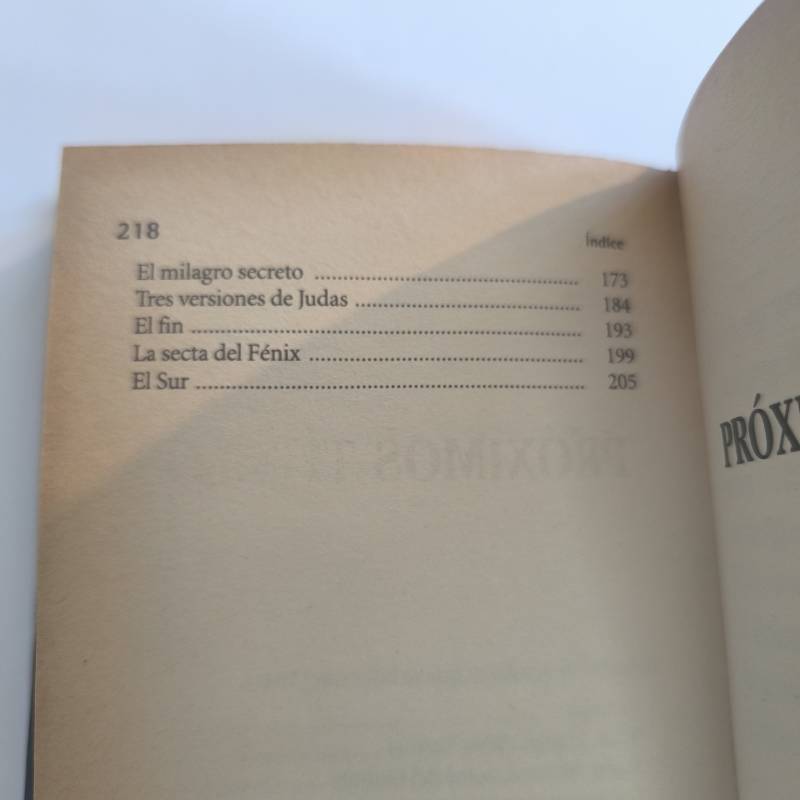 218
Índice
El milagro secreto ........................................ 173
Tres versiones de Judas ................................ 184
El fin ........................................................ 193
La secta del Fénix ........................................ 199
El Sur ........................................................ 205